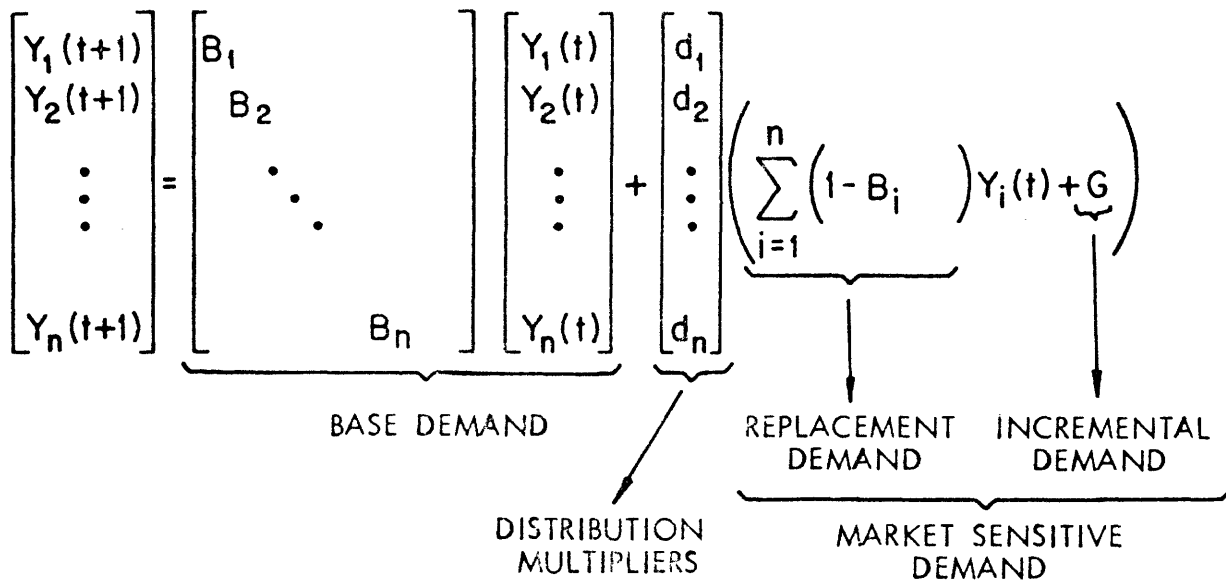 Y₁(t+1) B₁ Y₁(t) d₁
Y₂(t+1) B₂ Y₂(t) d₂
= + ( n ∑ i=1 (1 - Bᵢ ) Yᵢ(t) + G )
Yₙ(t+1) Bₙ Yₙ(t) dₙ
BASE DEMAND
REPLACEMENT DEMAND
INCREMENTAL DEMAND
DISTRIBUTION MULTIPLIERS
MARKET SENSITIVE DEMAND